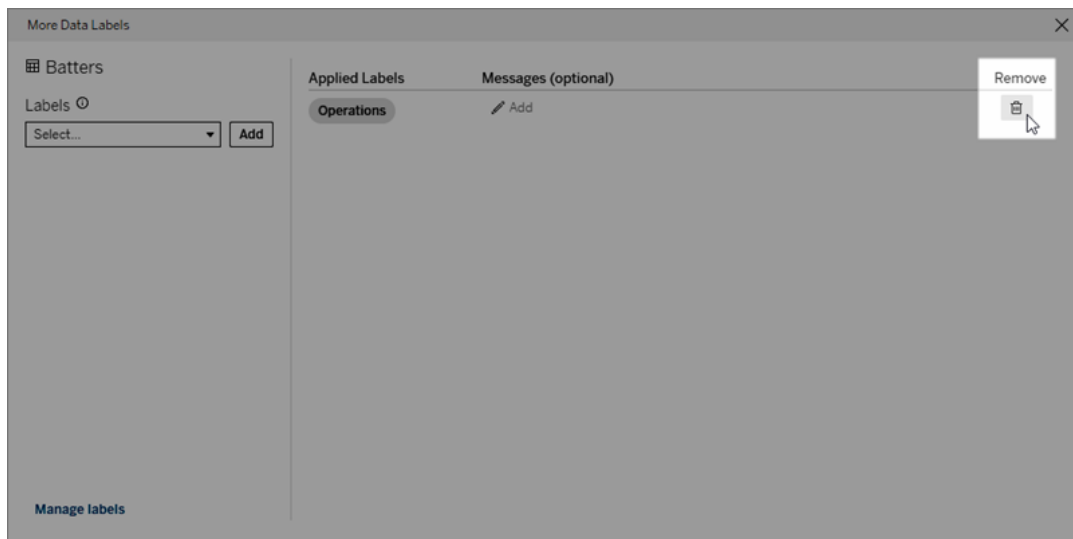 More Data Labels
Batters
Labels
Select...
Add
Manage labels
Applied Labels Messages (optional) Remove
Operations Add